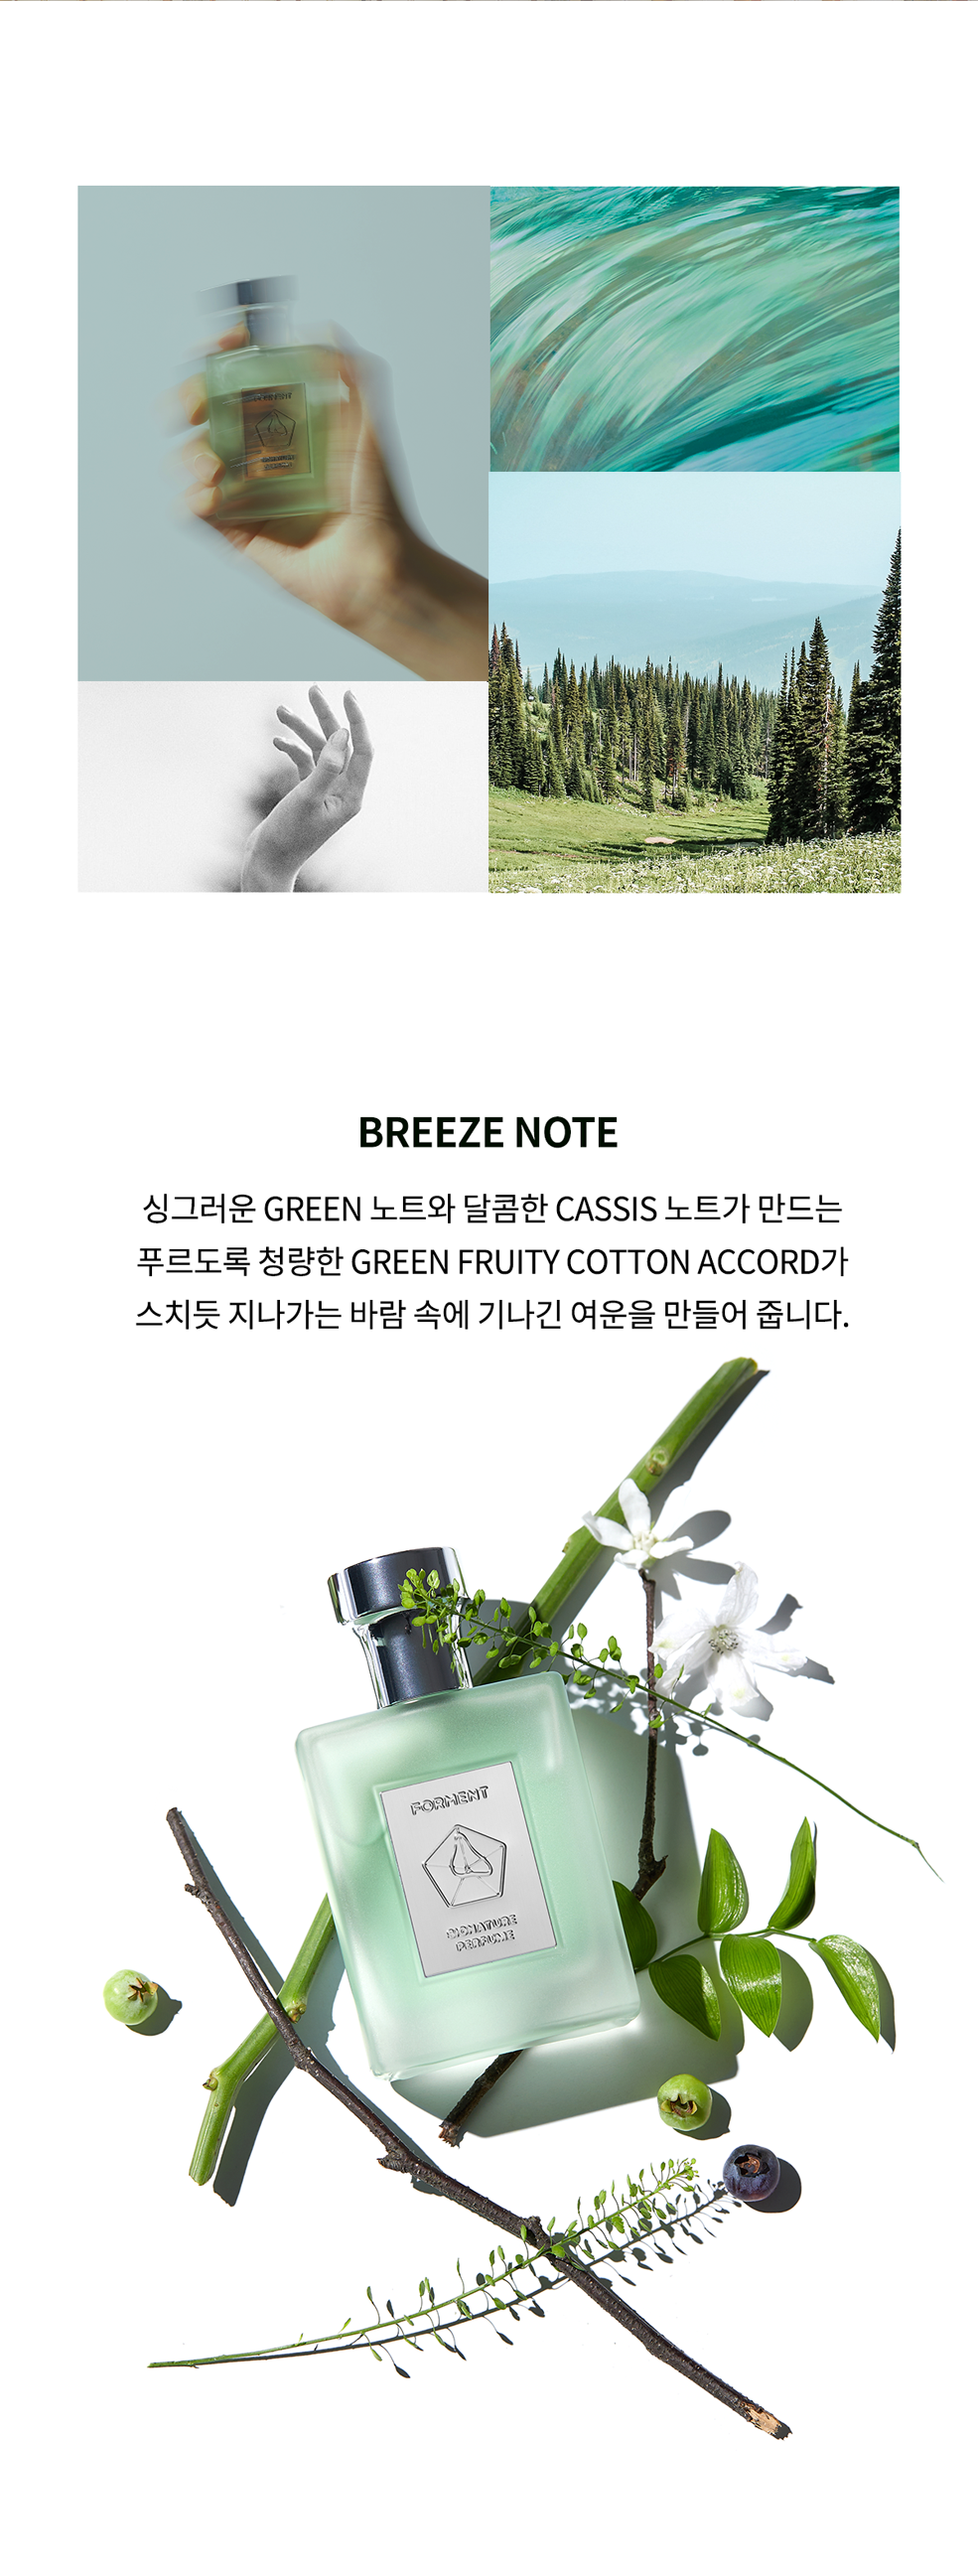 BREEZE NOTE
싱그러운 GREEN 노트와 달콤한 CASSIS 노트가 만드는
푸르도록 청량한 GREEN FRUITY COTTON ACCORD가
스치듯 지나가는 바람 속에 기나긴 여운을 만들어 줍니다.
FORMENT
SIGNATURE
PERFUME